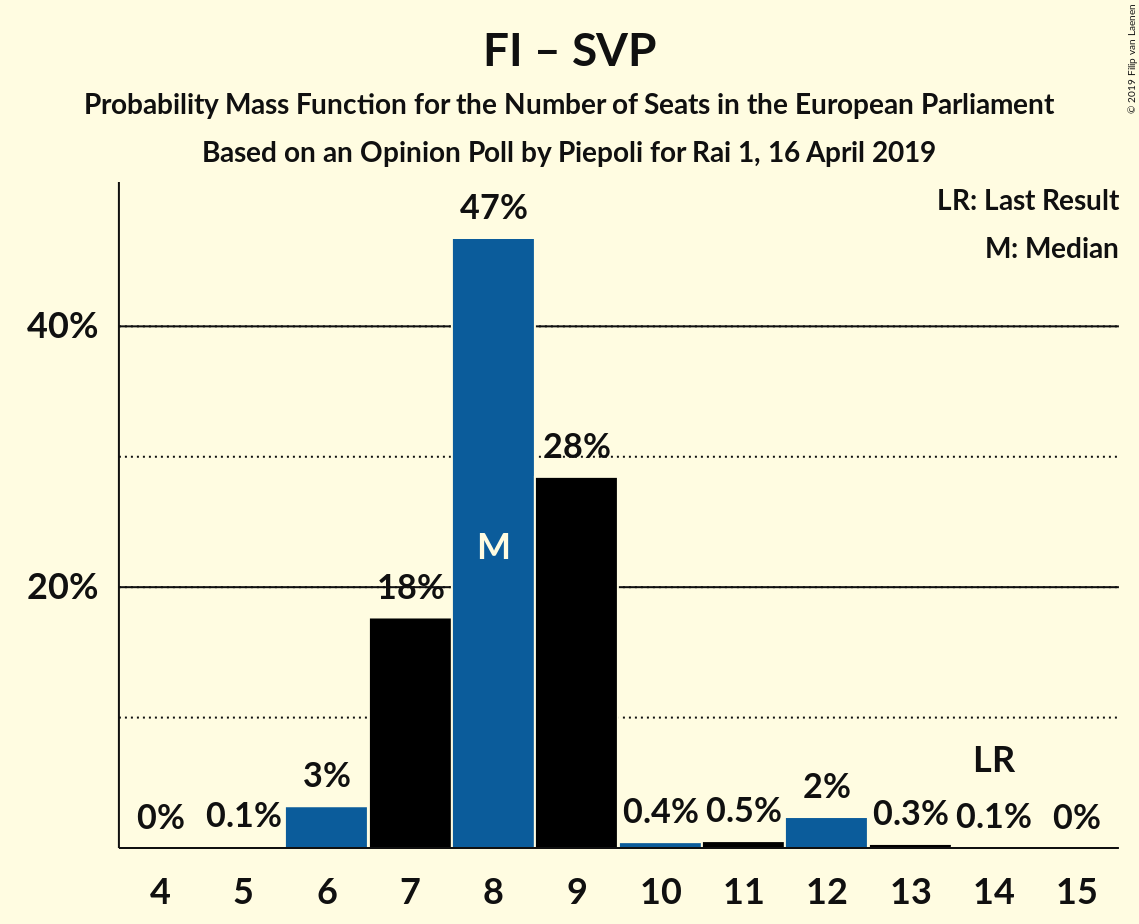 FI – SVP
Probability Mass Function for the Number of Seats in the European Parliament
Based on an Opinion Poll by Piepoli for Rai 1, 16 April 2019
© 2019 Filip van Laenen
LR: Last Result
M: Median
47%
40%
28%
M
20%
18%
LR
3%
2%
0%
0.1%
0.4%
0.5%
0.3%
0.1%
0%
4 5 6 7 8 9 10 11 12 13 14 15